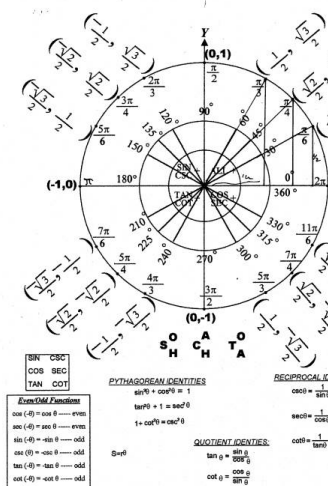 Y
(0,1)
(-1/2, √3/2)
(-√2/2, √2/2)
(-√3/2, 1/2)
(1/2, √3/2)
π/2
2π/3
3π/4
5π/6
π/3
π/4
π/6
90°
120°
135°
150°
60°
45°
30°
SIN
CSC
ALL
(-1,0)
π
180°
0°
360°
2π
TAN
COT
COS
SEC
210°
225°
240°
270°
300°
315°
330°
7π/6
5π/4
4π/3
3π/2
5π/3
7π/4
11π/6
(-√3/2, -1/2)
(-√2/2, -√2/2)
(-1/2, -√3/2)
(0,-1)
O A O
S C T
H H A
SIN CSC
COS SEC
TAN COT
Even/Odd Functions
cos (-θ) = cos θ ----- even
sec (-θ) = sec θ ----- even
sin (-θ) = -sin θ ----- odd
csc (-θ) = -csc θ ----- odd
tan (-θ) = -tan θ ----- odd
cot (-θ) = -cot θ ----- odd
PYTHAGOREAN IDENTITIES
sin²θ + cos²θ = 1
tan²θ + 1 = sec²θ
1+ cot²θ = csc²θ
S=rθ
QUOTIENT IDENTIES:
tan θ = sin θ / cos θ
cot θ = cos θ / sin θ
RECIPROCAL ID
cscθ = 1/sin
secθ = 1/cos
cotθ = 1/tan